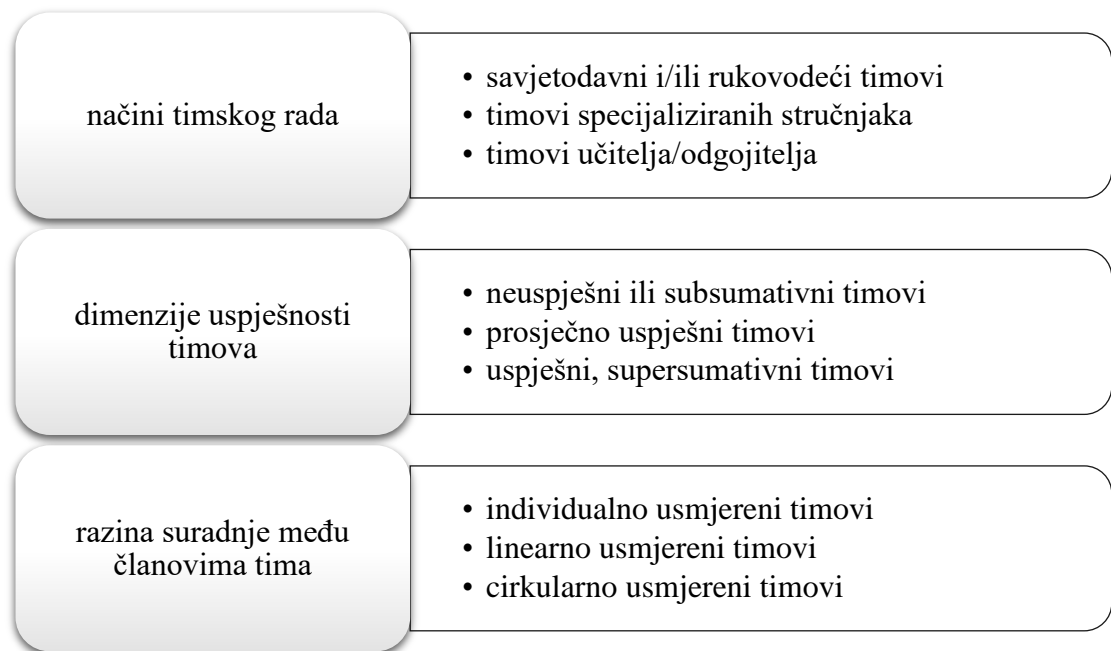 načini timskog rada
• savjetodavni i/ili rukovodeći timovi
• timovi specijaliziranih stručnjaka
• timovi učitelja/odgojitelja
dimenzije uspješnosti
timova
• neuspješni ili subsumativni timovi
• prosječno uspješni timovi
• uspješni, supersumativni timovi
razina suradnje među
članovima tima
• individualno usmjereni timovi
• linearno usmjereni timovi
• cirkularno usmjereni timovi